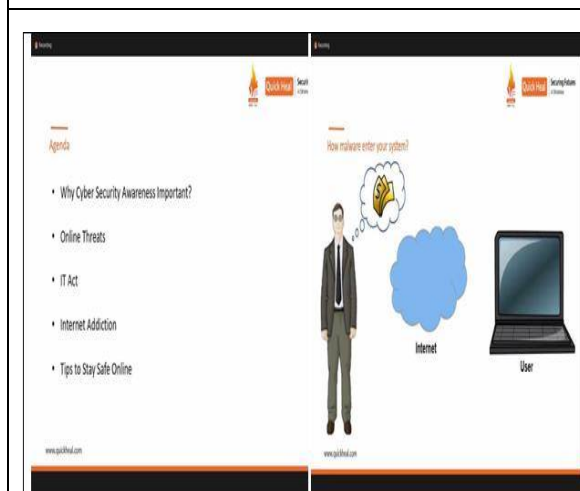 Recording
Quick Heal
Agenda
• Why Cyber Security Awareness Important?
• Online Threats
• IT Act
• Internet Addiction
• Tips to Stay Safe Online
www.quickheal.com
Quick Heal
How malware enter your system?
Internet
User
www.quickheal.com